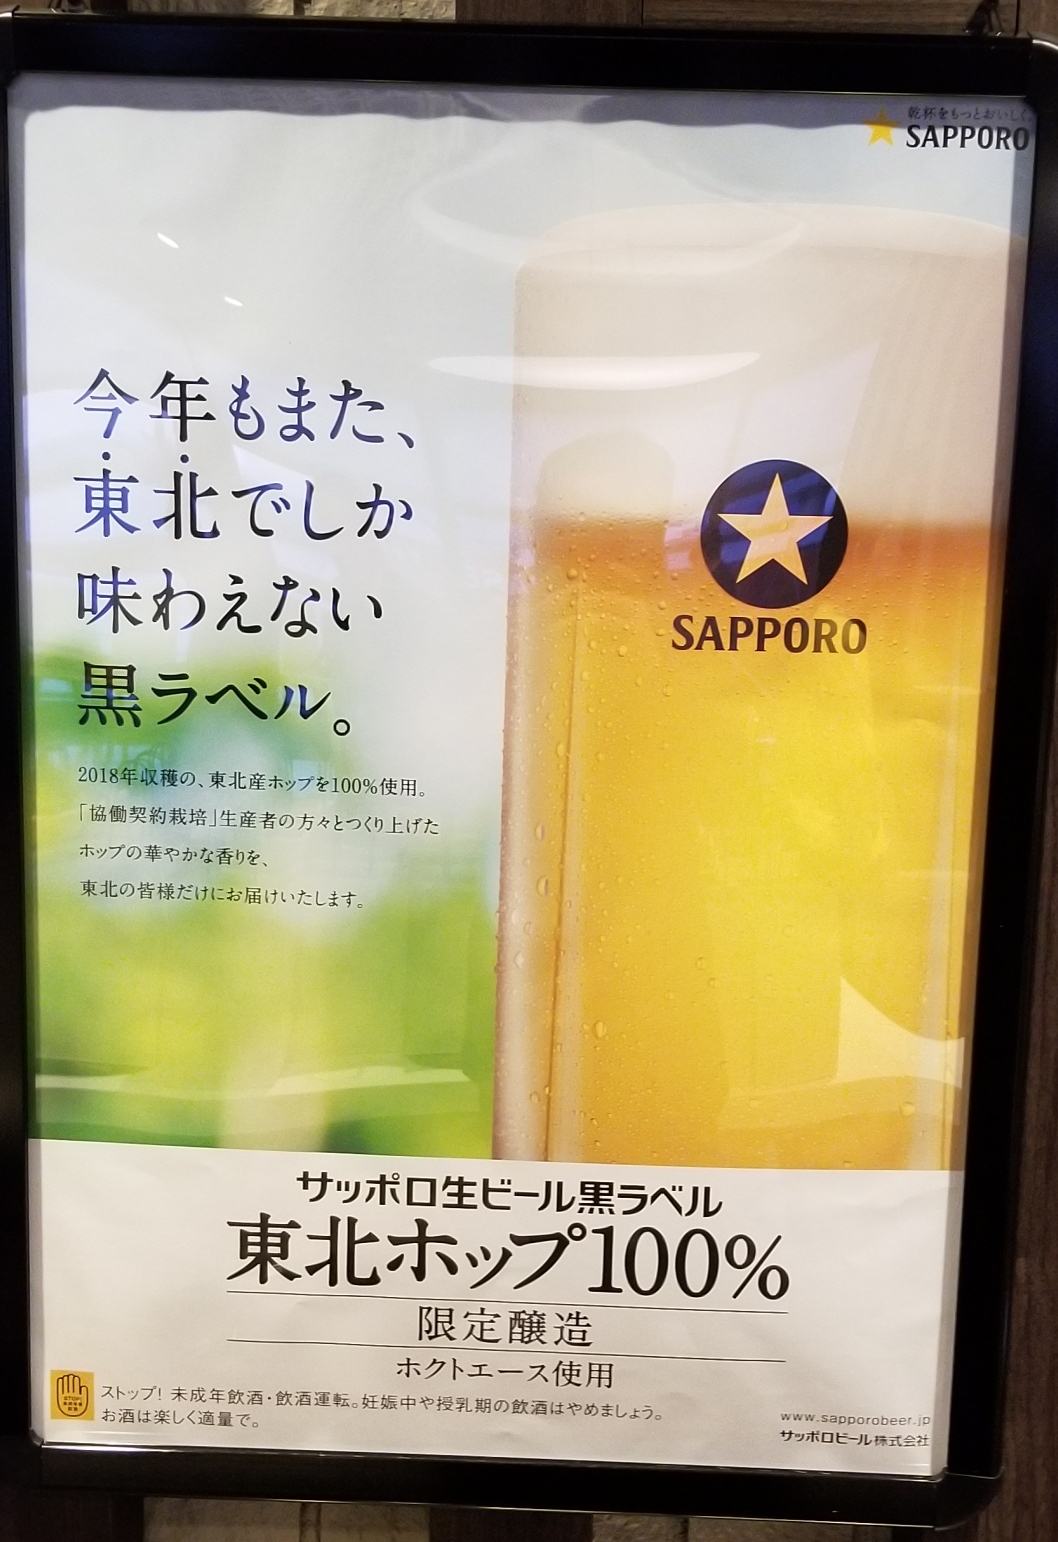 乾杯をもっとおいしく。
SAPPORO
今年もまた、
東北でしか
味わえない
黒ラベル。
2018年収穫の、東北産ホップを100%使用。
「協働契約栽培」生産者の方々とつくり上げた
ホップの華やかな香りを、
東北の皆様だけにお届けいたします。
SAPPORO
サッポロ生ビール黒ラベル
東北ホップ100%
限定醸造
ホクトエース使用
STOP!
未成年者
飲酒
ストップ! 未成年飲酒・飲酒運転。妊娠中や授乳期の飲酒はやめましょう。
お酒は楽しく適量で。
www.sapporobeer.jp
サッポロビール株式会社